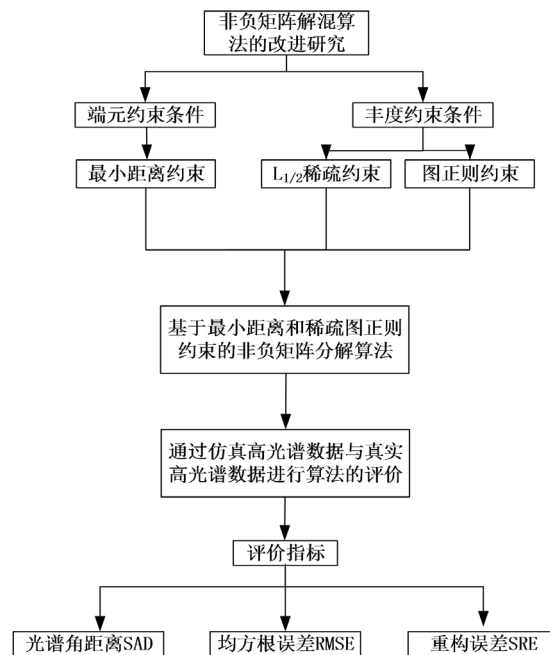 非负矩阵解混算
法的改进研究
端元约束条件
丰度约束条件
最小距离约束
L1/2稀疏约束
图正则约束
基于最小距离和稀疏图正则
约束的非负矩阵分解算法
通过仿真高光谱数据与真实
高光谱数据进行算法的评价
评价指标
光谱角距离SAD
均方根误差RMSE
重构误差SRE